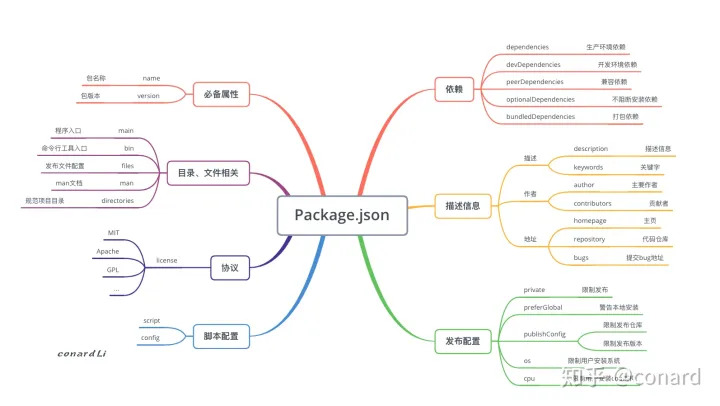 Package.json
必备属性
包名称 name
包版本 version
目录、文件相关
程序入口 main
命令行工具入口 bin
发布文件配置 files
man文档 man
规范项目目录 directories
协议
license
MIT
Apache
GPL
...
脚本配置
script
config
依赖
dependencies 生产环境依赖
devDependencies 开发环境依赖
peerDependencies 兼容依赖
optionalDependencies 不阻断安装依赖
bundledDependencies 打包依赖
描述信息
描述
description 描述信息
keywords 关键字
作者
author 主要作者
contributors 贡献者
地址
homepage 主页
repository 代码仓库
bugs 提交bug地址
发布配置
private 限制发布
preferGlobal 警告本地安装
publishConfig
限制发布仓库
限制发布版本
os 限制用户安装系统
cpu
conard Li
知乎 @conard